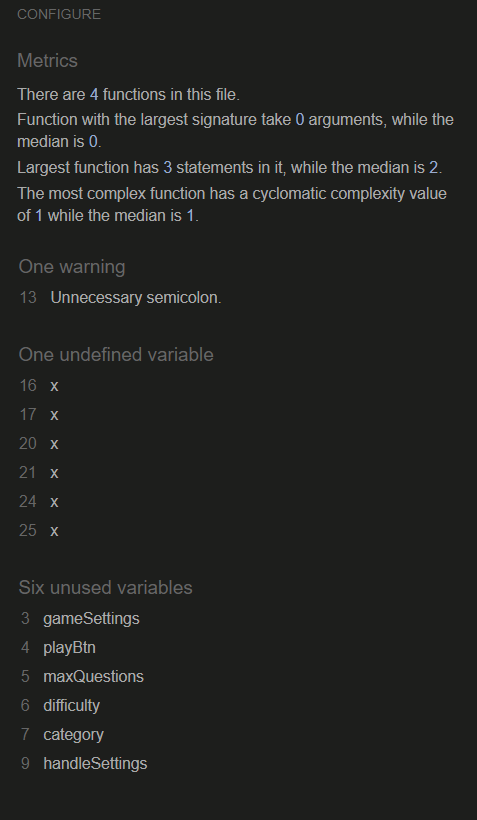 CONFIGURE
Metrics
There are 4 functions in this file.
Function with the largest signature take 0 arguments, while the
median is 0.
Largest function has 3 statements in it, while the median is 2.
The most complex function has a cyclomatic complexity value
of 1 while the median is 1.
One warning
13 Unnecessary semicolon.
One undefined variable
16 x
17 x
20 x
21 x
24 x
25 x
Six unused variables
3 gameSettings
4 playBtn
5 maxQuestions
6 difficulty
7 category
9 handleSettings